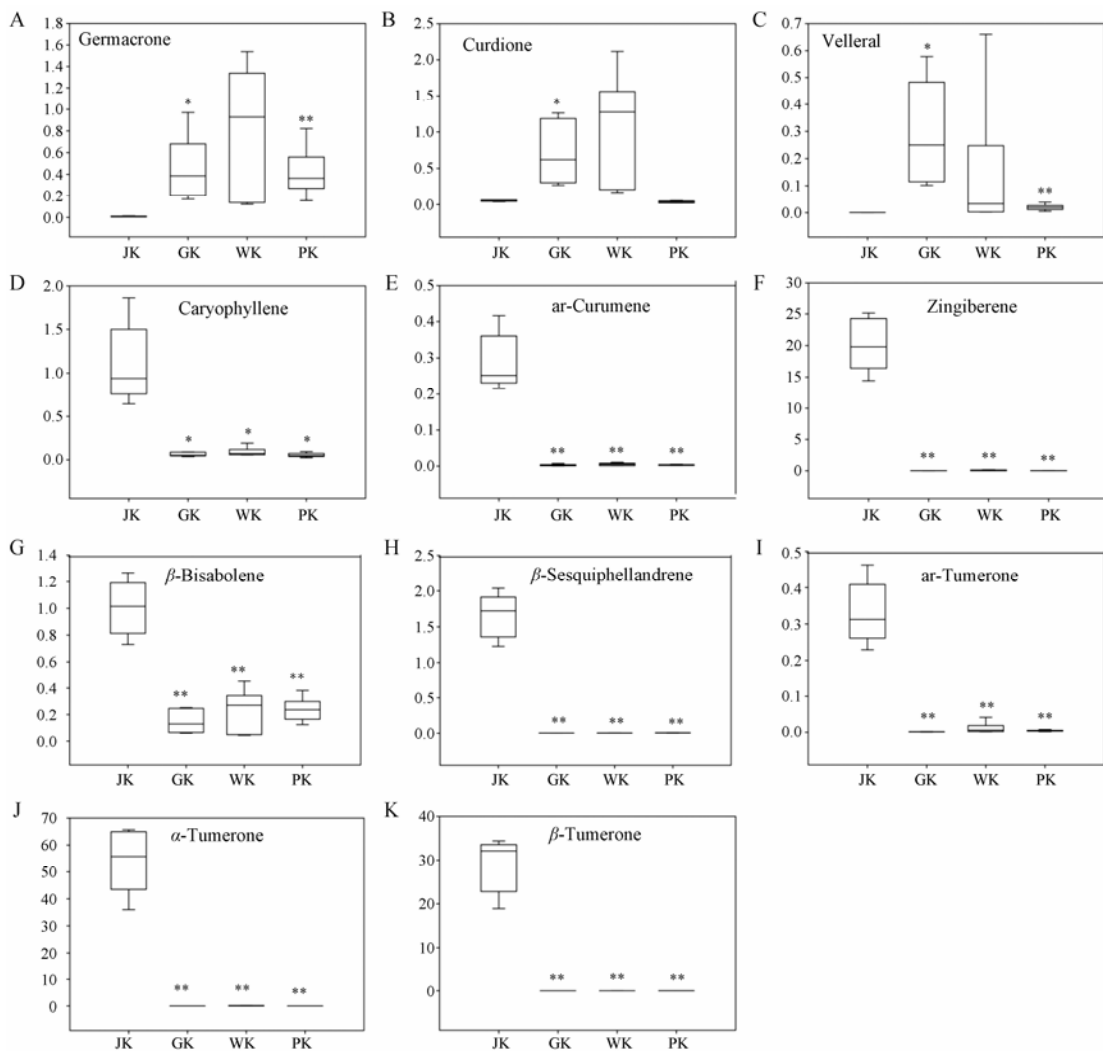 A
Germacrone
1.8
1.6
1.4
1.2
1.0
0.8
0.6
0.4
0.2
0.0
*
**
JK GK WK PK
B
Curdione
2.5
2.0
1.5
1.0
0.5
0.0
*
JK GK WK PK
C
Velleral
0.7
0.6
0.5
0.4
0.3
0.2
0.1
0.0
*
**
JK GK WK PK
D
Caryophyllene
2.0
1.5
1.0
0.5
0.0
* * *
JK GK WK PK
E
ar-Curumene
0.5
0.4
0.3
0.2
0.1
0.0
** ** **
JK GK WK PK
F
Zingiberene
30
25
20
15
10
5
0
** ** **
JK GK WK PK
G
β-Bisabolene
1.4
1.2
1.0
0.8
0.6
0.4
0.2
0.0
** ** **
JK GK WK PK
H
β-Sesquiphellandrene
2.5
2.0
1.5
1.0
0.5
0.0
** ** **
JK GK WK PK
I
ar-Tumerone
0.5
0.4
0.3
0.2
0.1
0.0
** ** **
JK GK WK PK
J
α-Tumerone
70
60
50
40
30
20
10
0
** ** **
JK GK WK PK
K
β-Tumerone
40
30
20
10
0
** ** **
JK GK WK PK